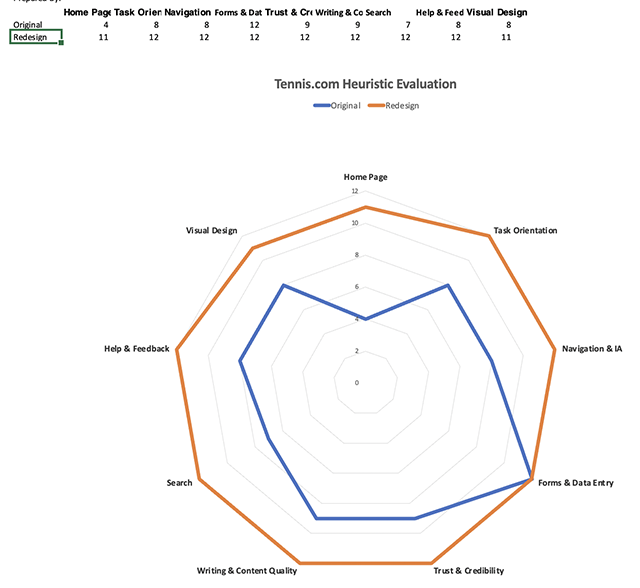 Prepared by:
Home Page Task Orien Navigation Forms & Dat Trust & Cre Writing & Co Search Help & Feed Visual Design
Original 4 8 8 12 9 9 7 8 8
Redesign 11 12 12 12 12 12 12 12 11
Tennis.com Heuristic Evaluation
Original Redesign
Home Page
12
Visual Design Task Orientation
10
8
6
4
Help & Feedback Navigation & IA
2
0
Search Forms & Data Entry
Writing & Content Quality Trust & Credibility